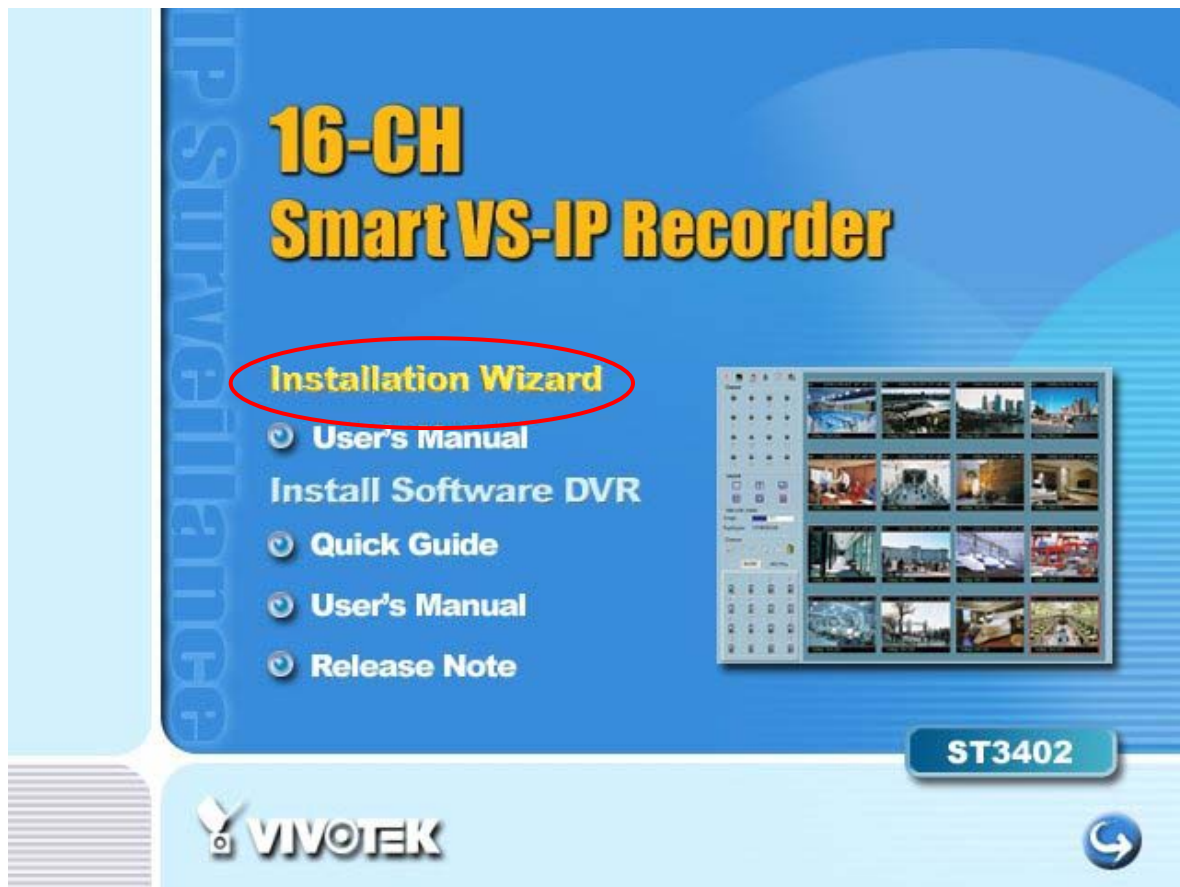 IP Surveillance
16-CH
Smart VS-IP Recorder
Installation Wizard
User's Manual
Install Software DVR
Quick Guide
User's Manual
Release Note
ST3402
VIVOTEK